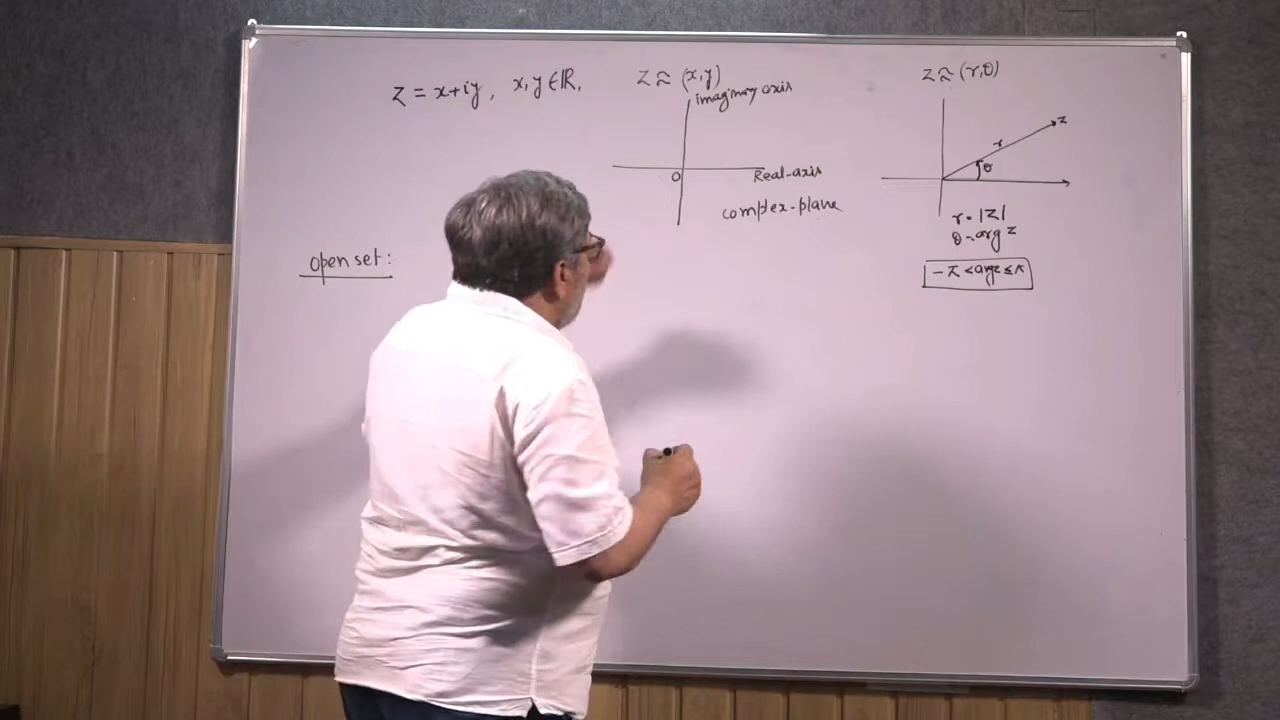 z = x+iy, x,y ∈ ℝ,
z ≈ (x,y)
imaginary axis
0
Real-axis
complex-plane
z ≈ (r,θ)
z
r
θ
r = |z|
θ = arg z
-π < arg z ≤ π
open set: